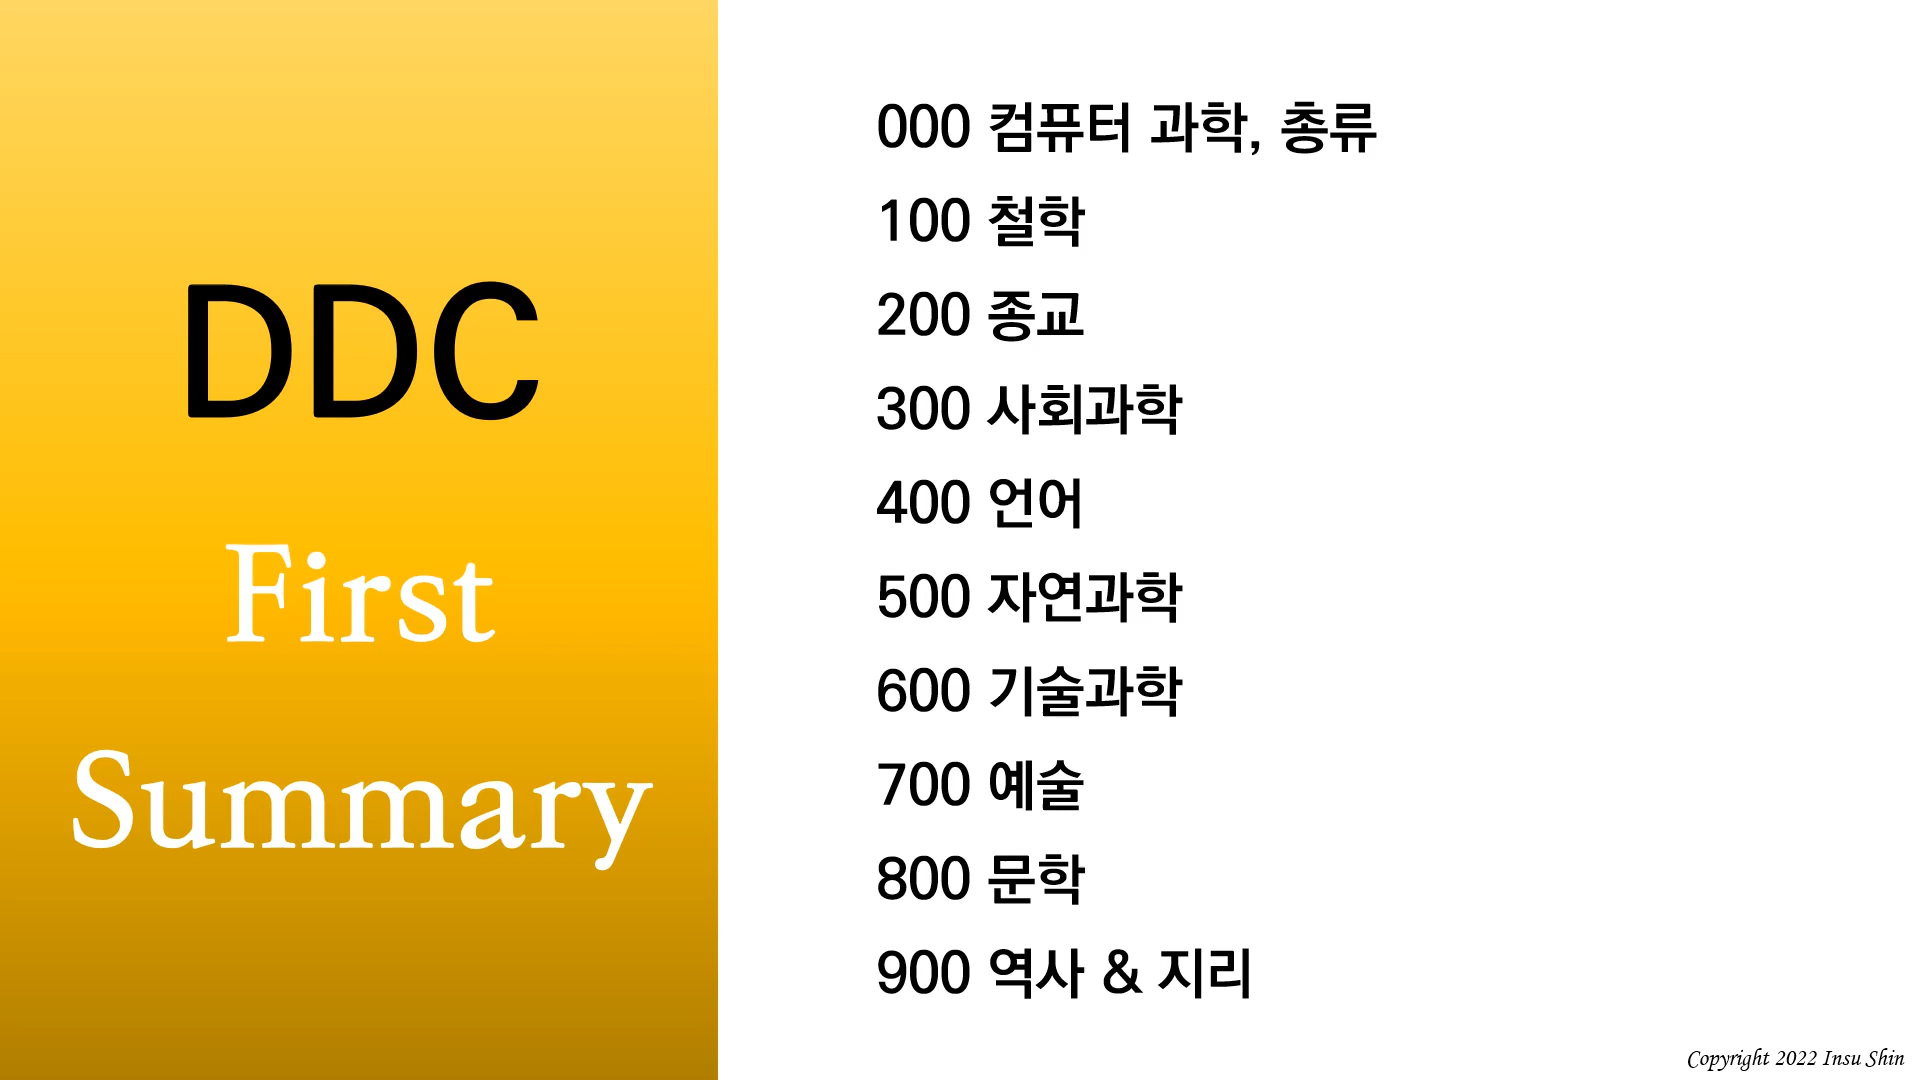 DDC
First
Summary
000 컴퓨터 과학, 총류
100 철학
200 종교
300 사회과학
400 언어
500 자연과학
600 기술과학
700 예술
800 문학
900 역사 & 지리
Copyright 2022 Insu Shin